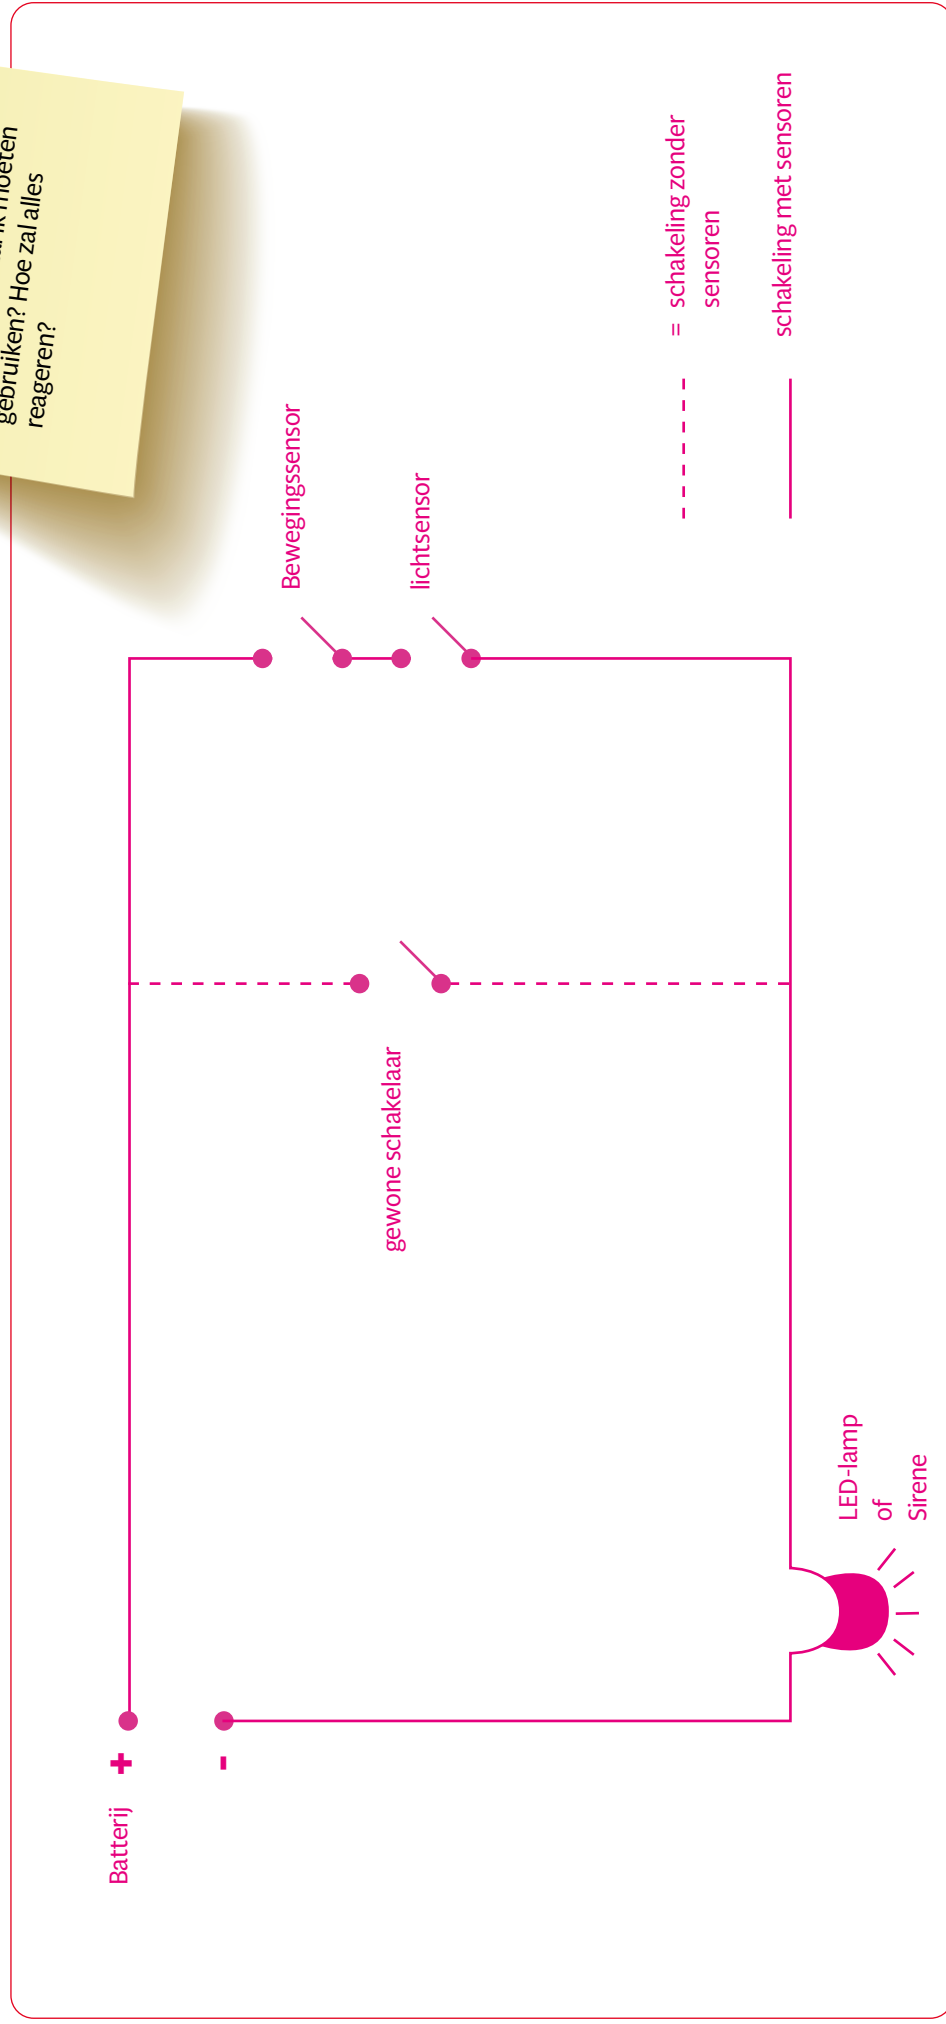 moeten
gebruiken? Hoe zal alles
reageren?
Batterij
+
-
gewone schakelaar
Bewegingssensor
lichtsensor
= schakeling zonder
sensoren
schakeling met sensoren
LED-lamp
of
Sirene